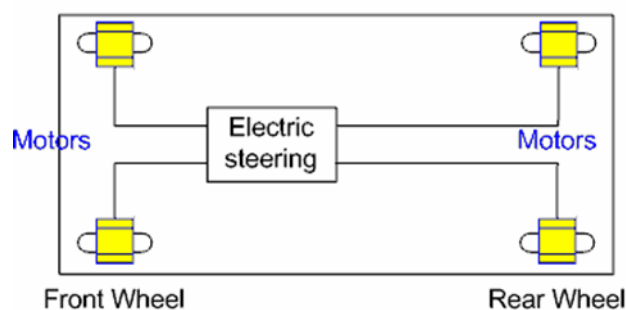 Electric
steering
Motors
Motors
Front Wheel
Rear Wheel